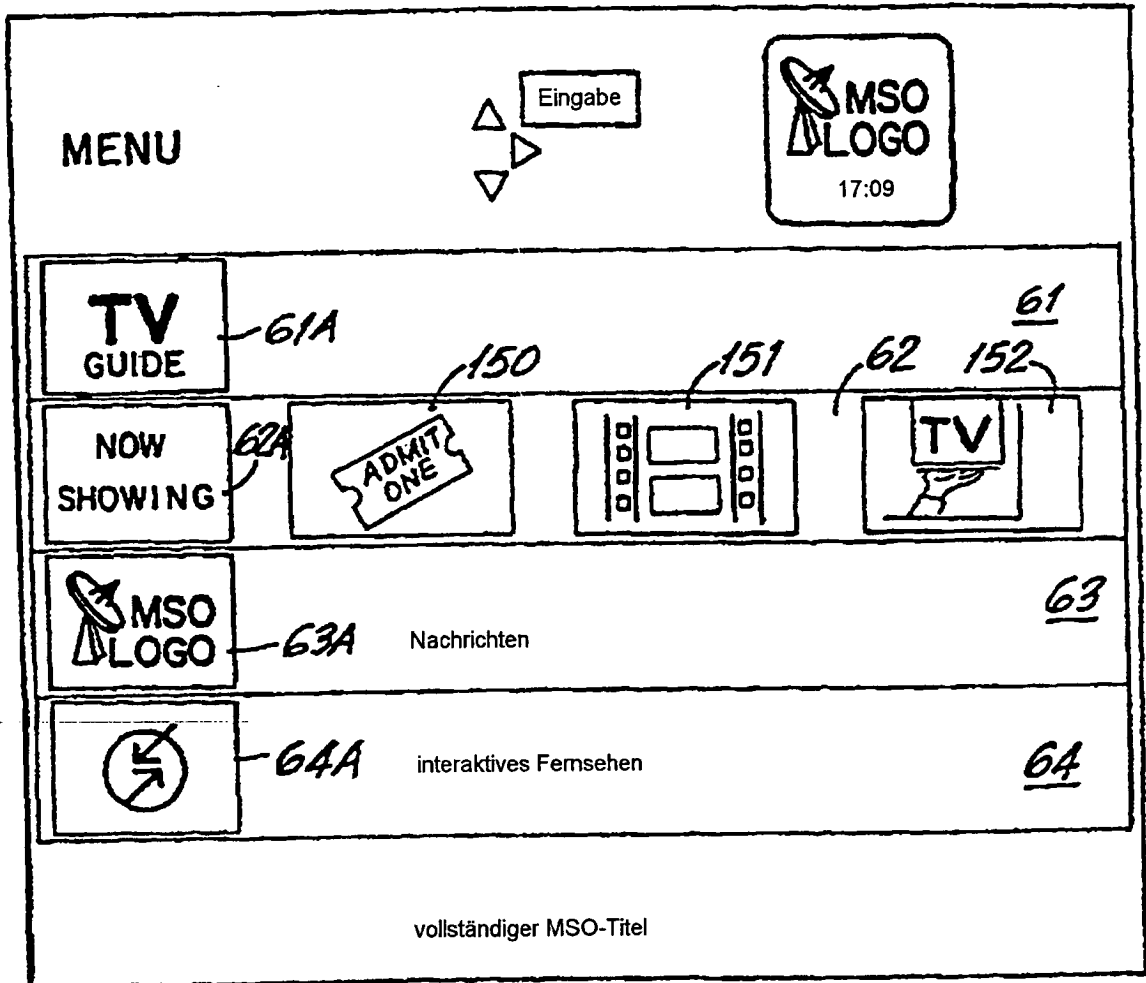 MENU
Eingabe
MSO
LOGO
17:09
TV
GUIDE
61A
61
150
151
62
152
NOW
SHOWING
62A
ADMIT
ONE
TV
MSO
LOGO
63A
Nachrichten
63
64A
interaktives Fernsehen
64
vollständiger MSO-Titel